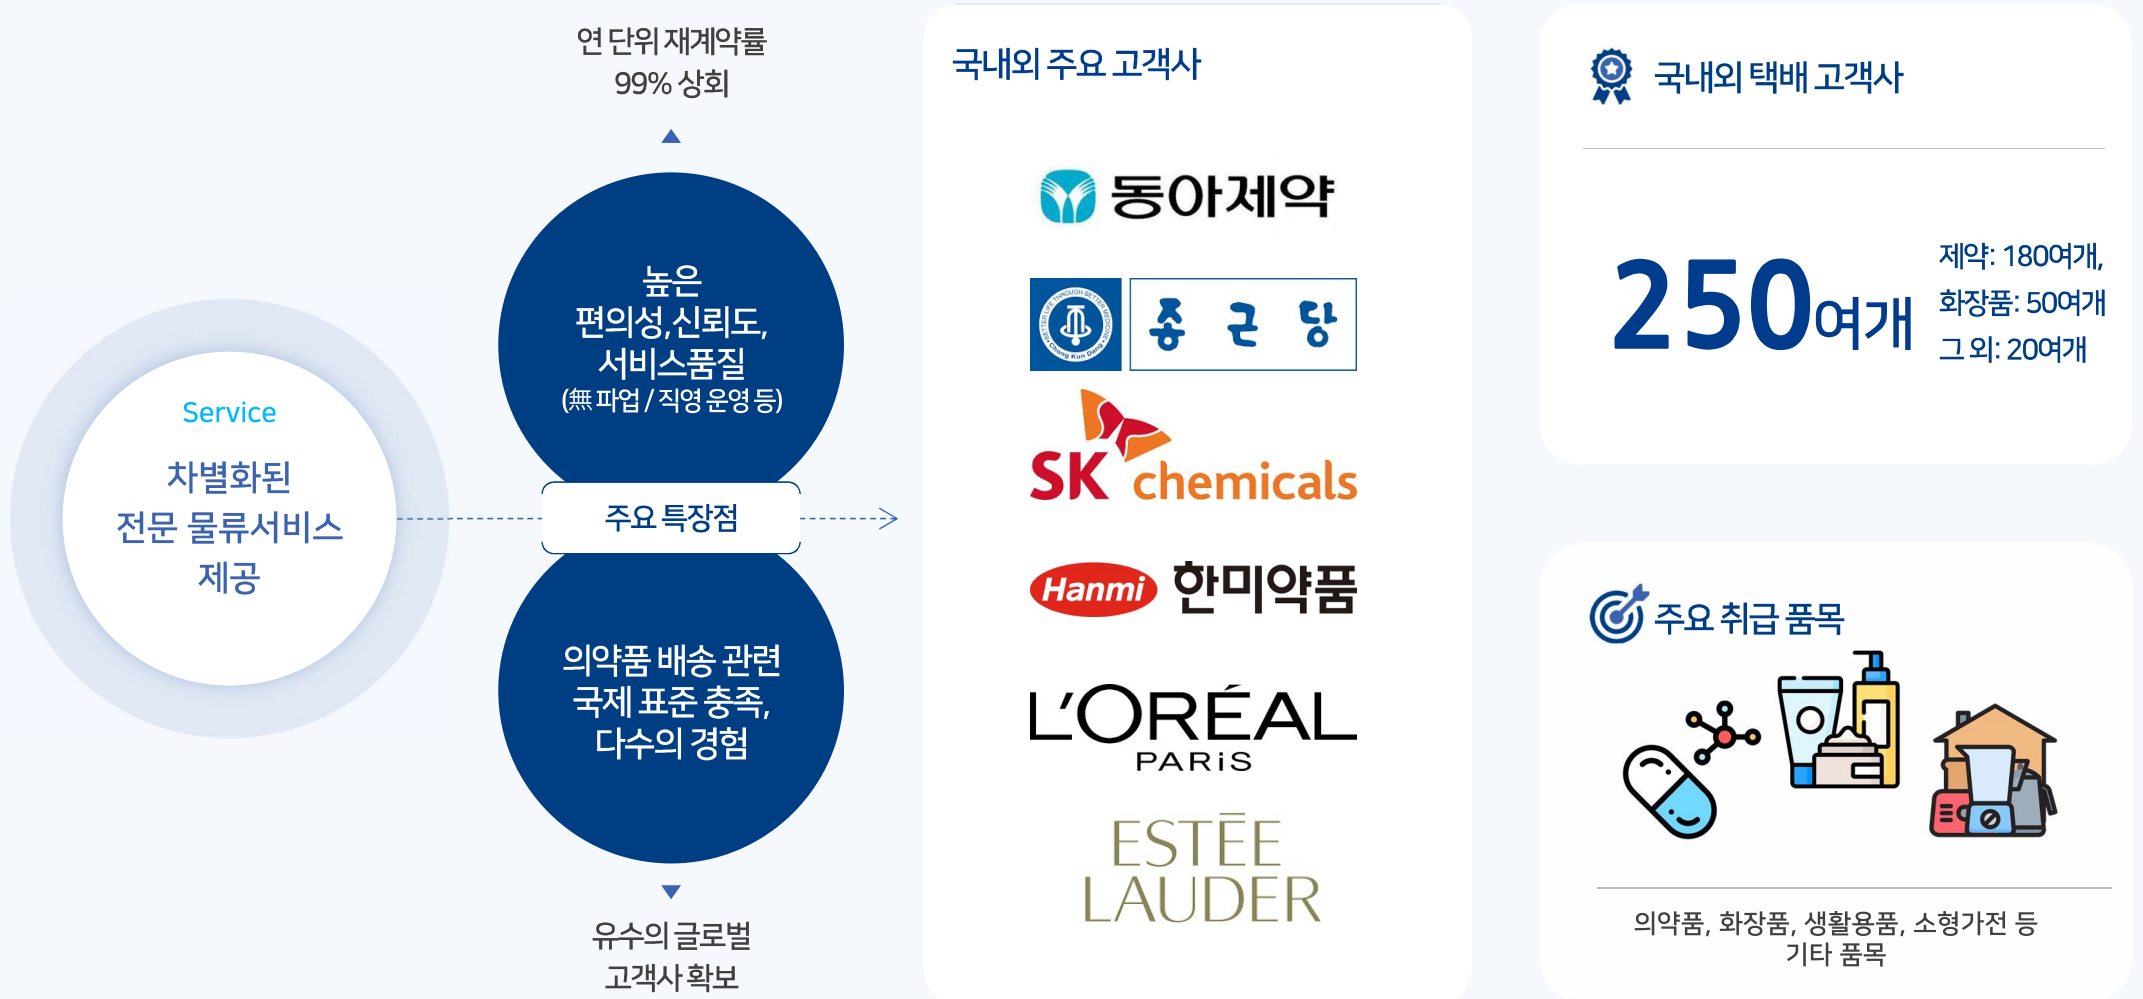 Service
차별화된
전문 물류서비스
제공
연 단위 재계약률
99% 상회
높은
편의성,신뢰도,
서비스품질
(無 파업 / 직영 운영 등)
주요 특장점
의약품 배송 관련
국제 표준 충족,
다수의 경험
유수의 글로벌
고객사 확보
국내외 주요 고객사
동아제약
BETTER LIFE THROUGH BETTER MEDICINE
Chong Kun Dang
종근당
SK chemicals
Hanmi 한미약품
L'ORÉAL
PARiS
ESTĒE
LAUDER
국내외 택배 고객사
250여개
제약: 180여개,
화장품: 50여개
그 외: 20여개
주요 취급 품목
의약품, 화장품, 생활용품, 소형가전 등
기타 품목